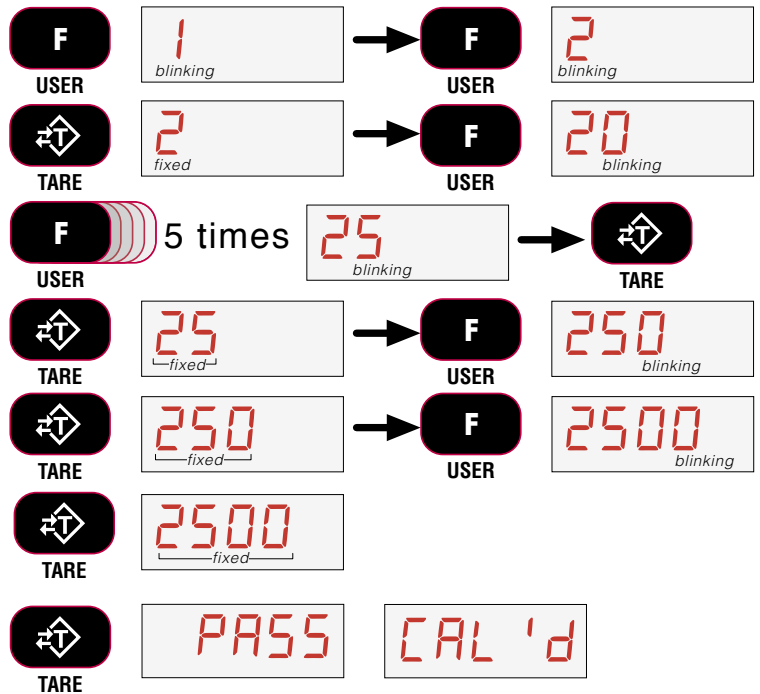 F 1 F 2
blinking blinking
USER USER
T 2 F 20
fixed blinking
TARE USER
F 5 times 25 T
blinking
USER TARE
T 25 F 250
fixed blinking
TARE USER
T 250 F 2500
fixed blinking
TARE USER
T 2500
fixed
TARE
T PASS CAL 'd
TARE